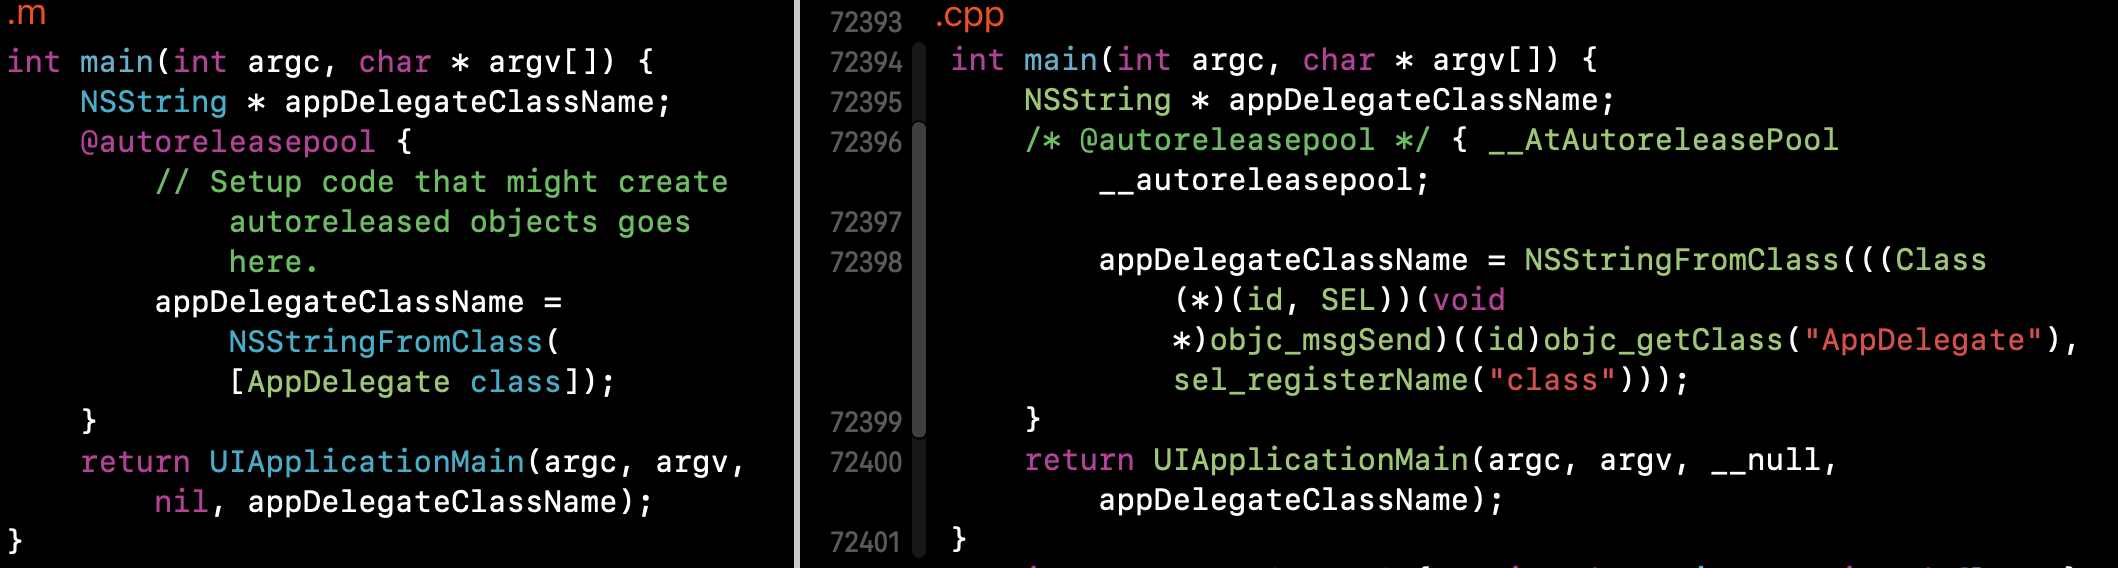 .m
int main(int argc, char * argv[]) {
NSString * appDelegateClassName;
@autoreleasepool {
// Setup code that might create
autoreleased objects goes
here.
appDelegateClassName =
NSStringFromClass(
[AppDelegate class]);
}
return UIApplicationMain(argc, argv,
nil, appDelegateClassName);
}
72393 .cpp
72394 int main(int argc, char * argv[]) {
72395 NSString * appDelegateClassName;
72396 /* @autoreleasepool */ { __AtAutoreleasePool
__autoreleasepool;
72397
72398 appDelegateClassName = NSStringFromClass(((Class
(*)(id, SEL))(void
*)objc_msgSend)((id)objc_getClass("AppDelegate"),
sel_registerName("class")));
72399 }
72400 return UIApplicationMain(argc, argv, __null,
appDelegateClassName);
72401 }